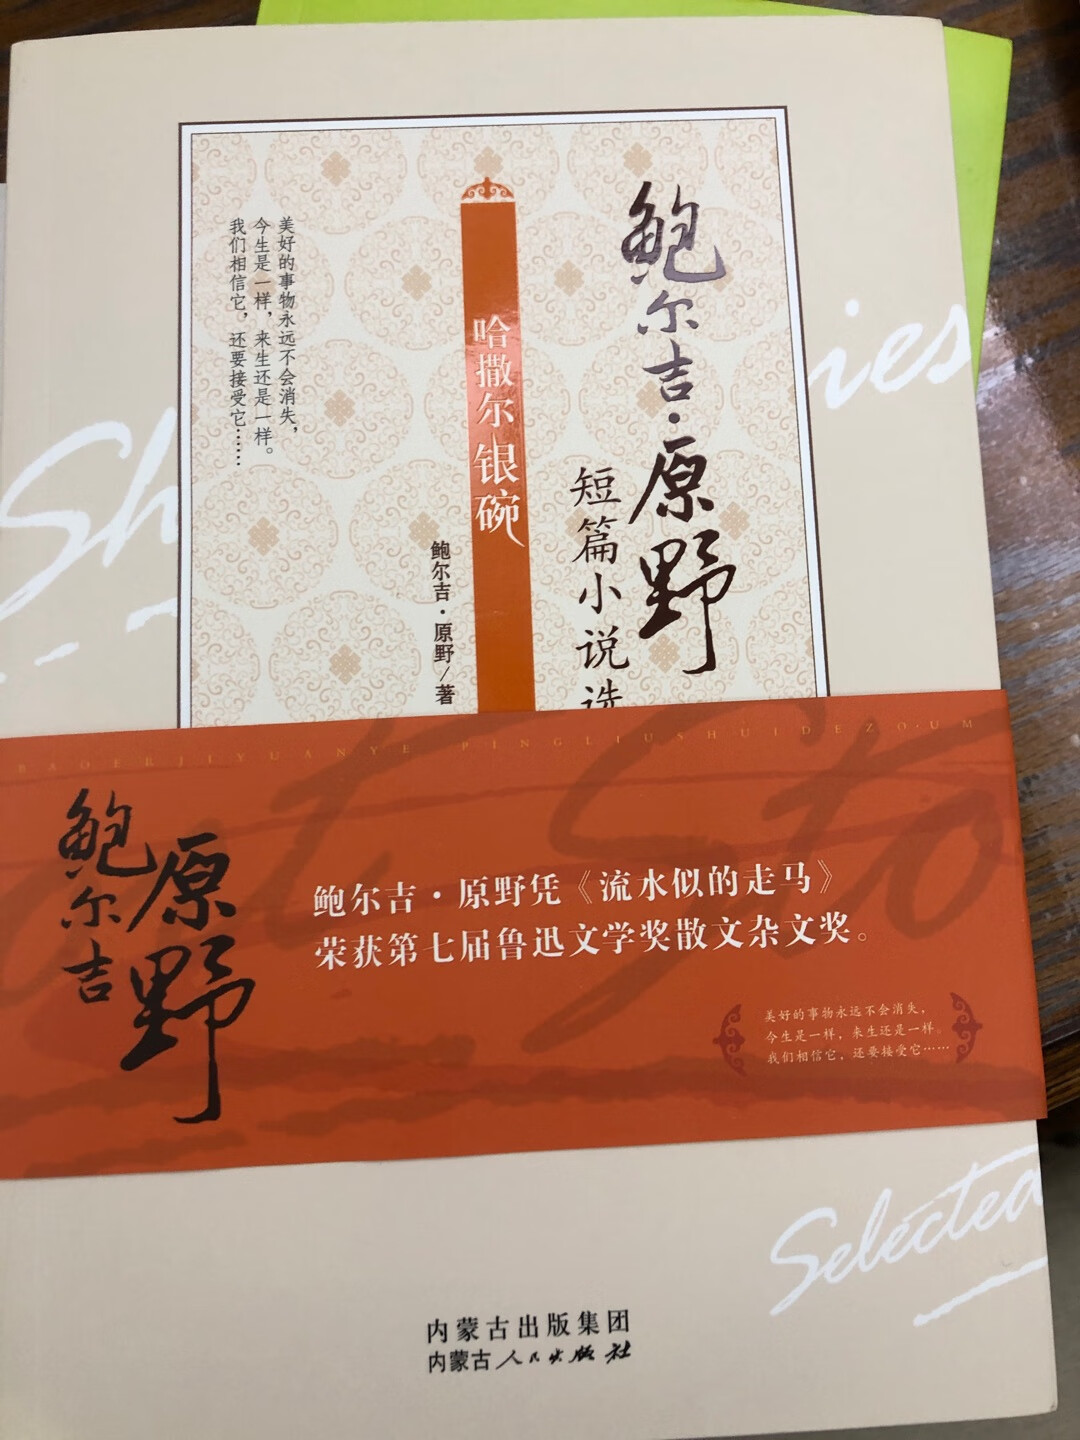 鲍尔吉·原野
短篇小说选
哈撒尔银碗
鲍尔吉·原野/著
美好的事物永远不会消失，
今生是一样，来生还是一样。
我们相信它，还要接受它……
Sh
ies
BAOERJIYUANYE PINGLIUSHUIDEZO·UM
鲍尔吉
原野
鲍尔吉·原野凭《流水似的走马》
荣获第七届鲁迅文学奖散文杂文奖。
美好的事物永远不会消失，
今生是一样，来生还是一样。
我们相信它，还要接受它……
Selected
内蒙古出版集团
内蒙古人民出版社